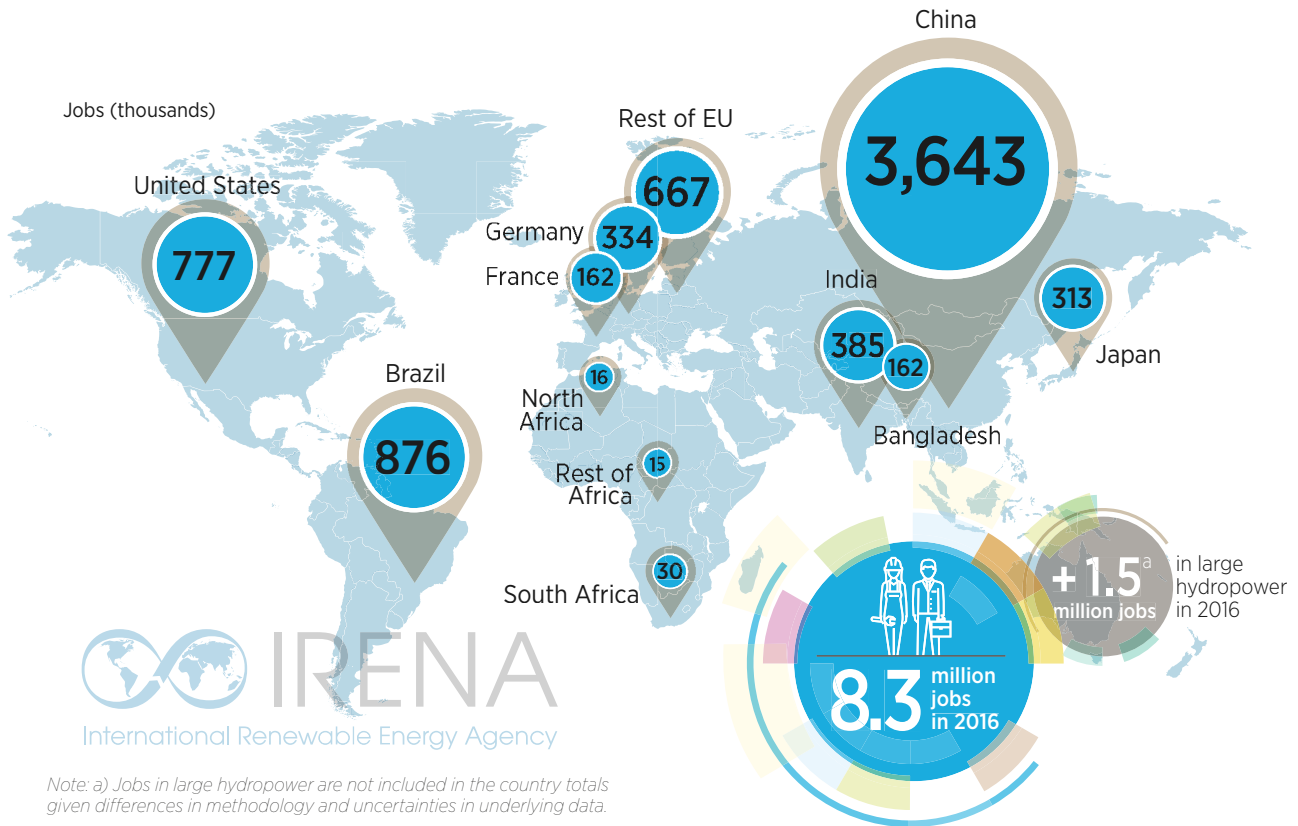 China
Jobs (thousands)
Rest of EU
3,643
United States
667
Germany
334
777
France
162
India
313
385
Japan
162
Brazil
16
North
Africa
Bangladesh
876
15
Rest of
Africa
30
South Africa
+1.5a
million jobs
in large
hydropower
in 2016
8.3
million
jobs
in 2016
IRENA
International Renewable Energy Agency
Note: a) Jobs in large hydropower are not included in the country totals
given differences in methodology and uncertainties in underlying data.